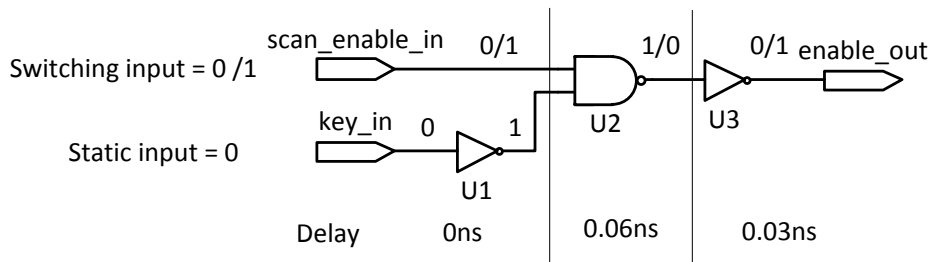 scan_enable_in
0/1
1/0
0/1
enable_out
Switching input = 0 /1
U2
U3
key_in
0
1
Static input = 0
U1
Delay
0ns
0.06ns
0.03ns